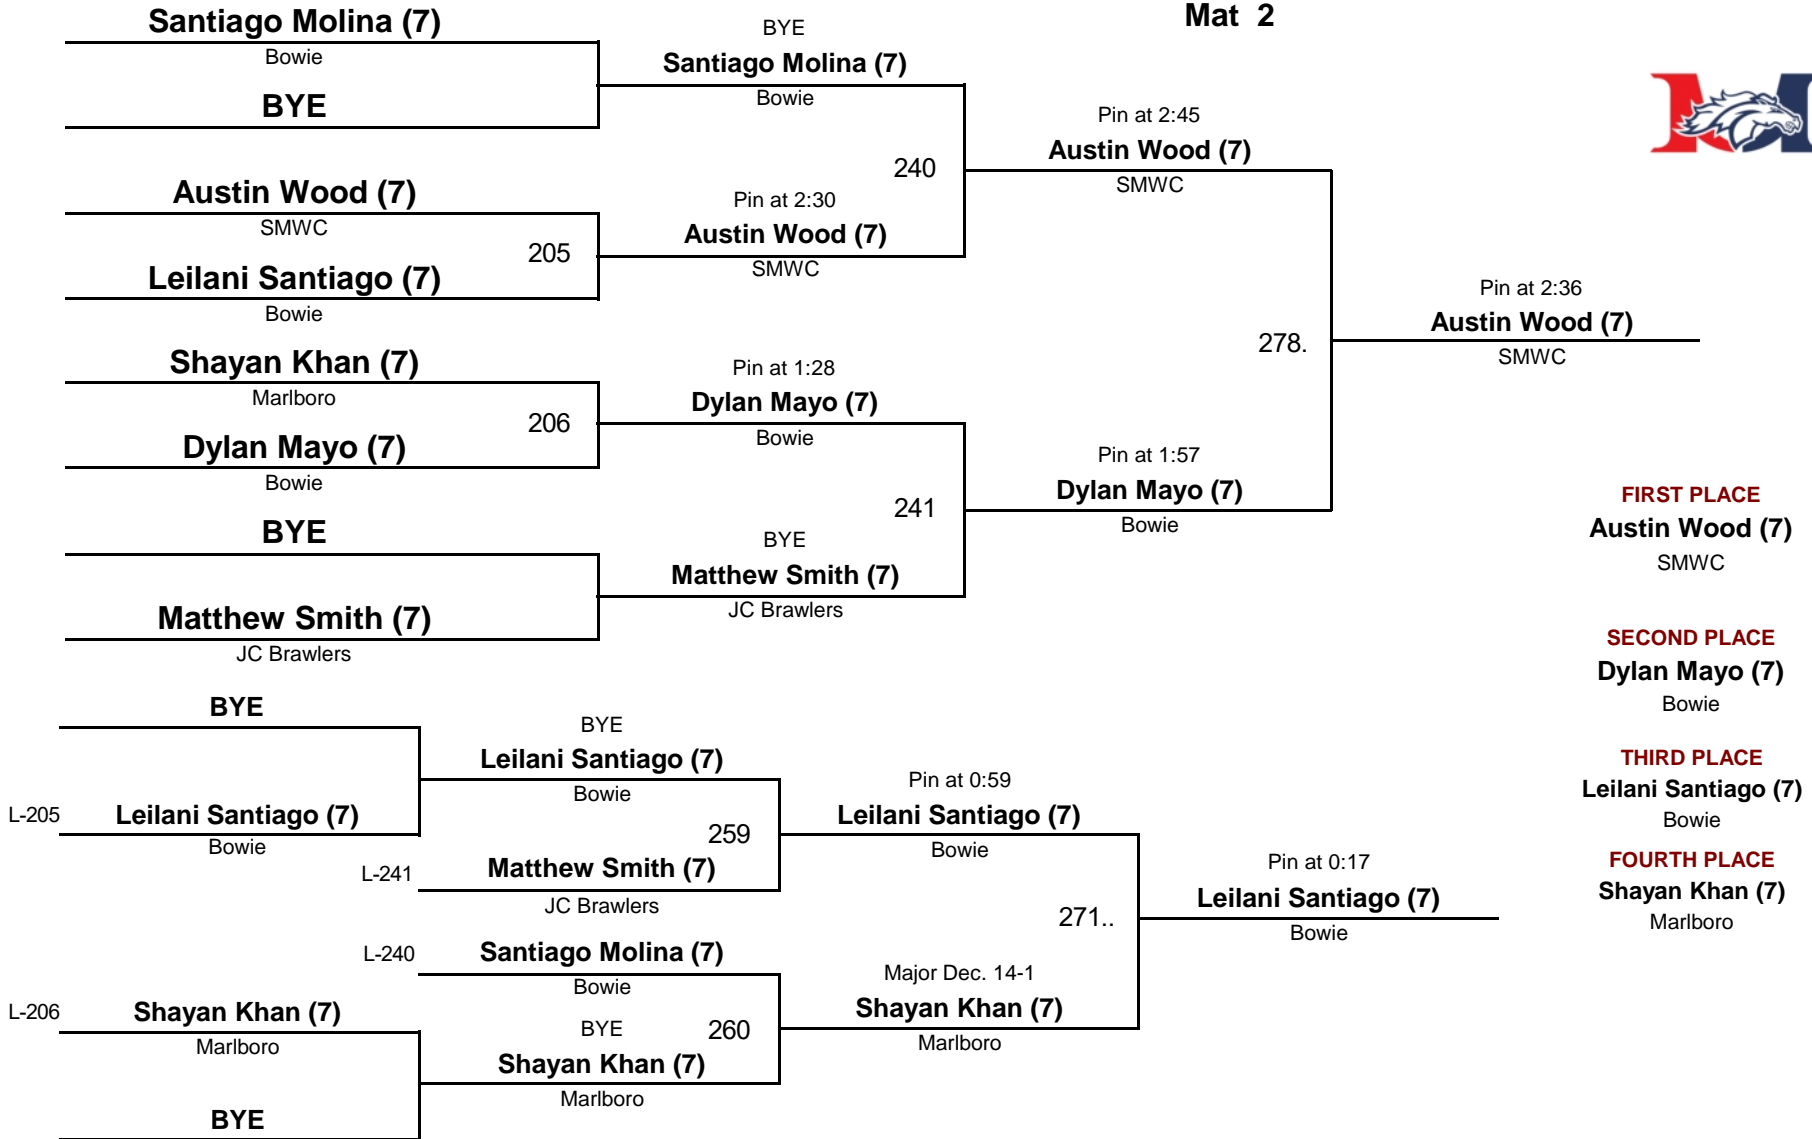 Mat 2
Santiago Molina (7)
Bowie
BYE
Austin Wood (7)
SMWC
205
Leilani Santiago (7)
Bowie
Shayan Khan (7)
Marlboro
206
Dylan Mayo (7)
Bowie
BYE
Matthew Smith (7)
JC Brawlers
BYE
Santiago Molina (7)
Bowie
240
Pin at 2:30
Austin Wood (7)
SMWC
Pin at 1:28
Dylan Mayo (7)
Bowie
241
BYE
Matthew Smith (7)
JC Brawlers
Pin at 2:45
Austin Wood (7)
SMWC
278.
Pin at 1:57
Dylan Mayo (7)
Bowie
Pin at 2:36
Austin Wood (7)
SMWC
FIRST PLACE
Austin Wood (7)
SMWC
SECOND PLACE
Dylan Mayo (7)
Bowie
THIRD PLACE
Leilani Santiago (7)
Bowie
FOURTH PLACE
Shayan Khan (7)
Marlboro
BYE
L-205
Leilani Santiago (7)
Bowie
BYE
Leilani Santiago (7)
Bowie
259
L-241
Matthew Smith (7)
JC Brawlers
L-240
Santiago Molina (7)
Bowie
L-206
Shayan Khan (7)
Marlboro
BYE
260
Shayan Khan (7)
Marlboro
BYE
Pin at 0:59
Leilani Santiago (7)
Bowie
271..
Major Dec. 14-1
Shayan Khan (7)
Marlboro
Pin at 0:17
Leilani Santiago (7)
Bowie